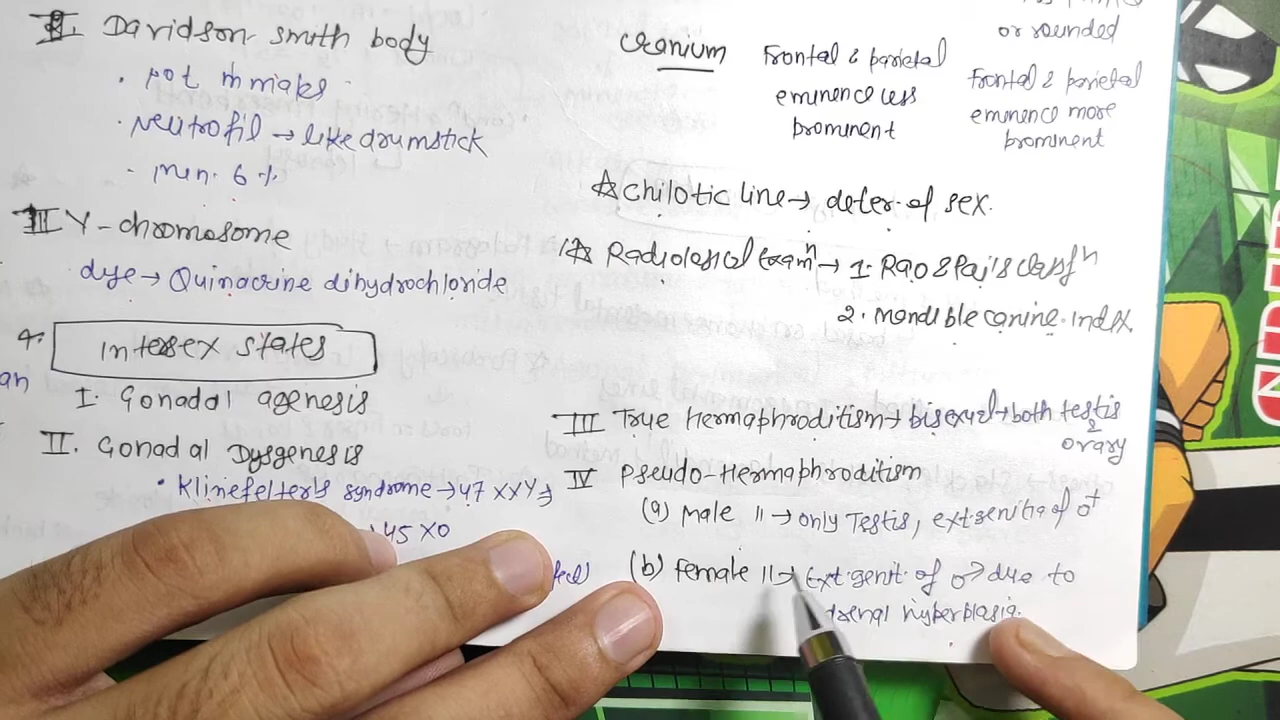 II. Davidson smith body
· not in males
· Neutrofil → like drumstick
· min. 6 %
III Y-chromosome
dye → Quinacrine dihydrochloride
4. Intersex states
an
I. Gonadal agenesis
II. Gonadal Dysgenesis
· Klinefelter's syndrome → 47 XXY
45 XO
or rounded
Cranium
Frontal & parietal
eminence less
prominent
Frontal & parietal
eminence more
prominent
☆ Chilotic line → deter. of sex.
☆ Radiological Examⁿ → 1. Rao & Pai's classfⁿ
2. mandible canine. index.
III True Hermaphroditism → bisexual → both testis
&
ovary
IV Pseudo-Hermaphroditism
(a) Male " → only Testis, ext. genitia of ♀
(b) female " → Ext. genit. of ♂ due to
drenal hyperplasia.